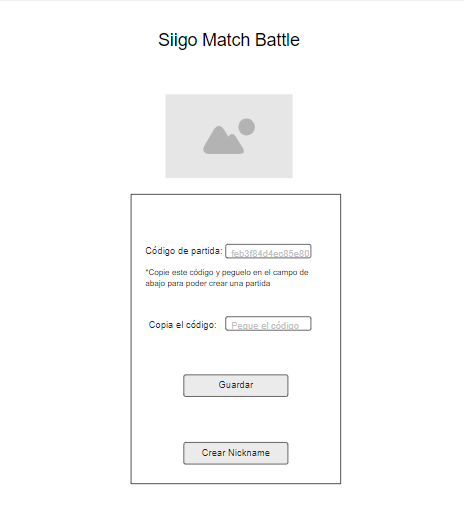 Siigo Match Battle
Código de partida: feb3f84d4ec85e80
*Copie este código y peguelo en el campo de
abajo para poder crear una partida
Copia el código: Pegue el código
Guardar
Crear Nickname